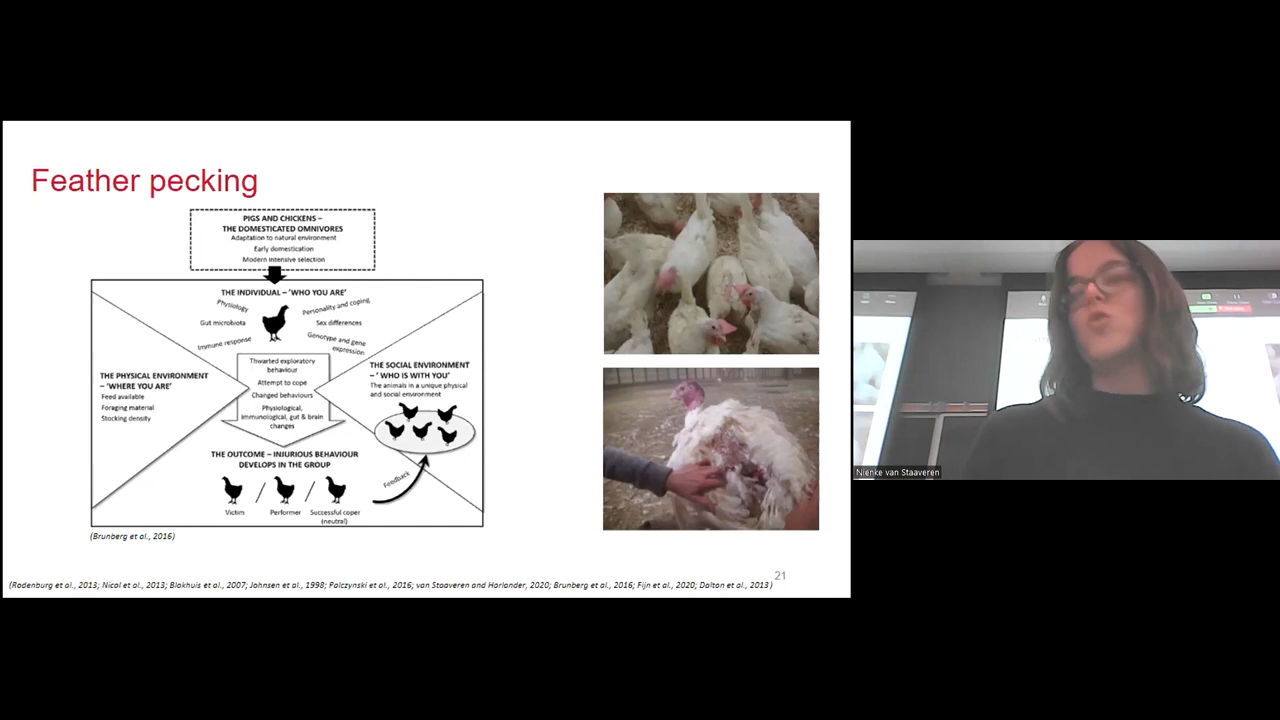 Feather pecking
PIGS AND CHICKENS –
THE DOMESTICATED OMNIVORES
Adaptation to natural environment
Early domestication
Modern intensive selection
THE INDIVIDUAL – 'WHO YOU ARE'
Physiology
Personality and coping
Gut microbiota
Sex differences
Immune response
Genotype and gene
expression
THE PHYSICAL ENVIRONMENT
– 'WHERE YOU ARE'
Feed available
Foraging material
Stocking density
Thwarted exploratory
behaviour
Attempt to cope
Changed behaviours
Physiological,
immunological, gut & brain
changes
THE SOCIAL ENVIRONMENT
– ' WHO IS WITH YOU'
The animals in a unique physical
and social environment
THE OUTCOME – INJURIOUS BEHAVIOUR
DEVELOPS IN THE GROUP
Feedback
Victim
Performer
Successful coper
(neutral)
(Brunberg et al., 2016)
21
(Rodenburg et al., 2013; Nicol et al., 2013; Blokhuis et al., 2007; Johnsen et al., 1998; Palczynski et al., 2016; van Staaveren and Harlander, 2020; Brunberg et al., 2016; Fijn et al., 2020; Dalton et al., 2013)
Nienke van Staaveren